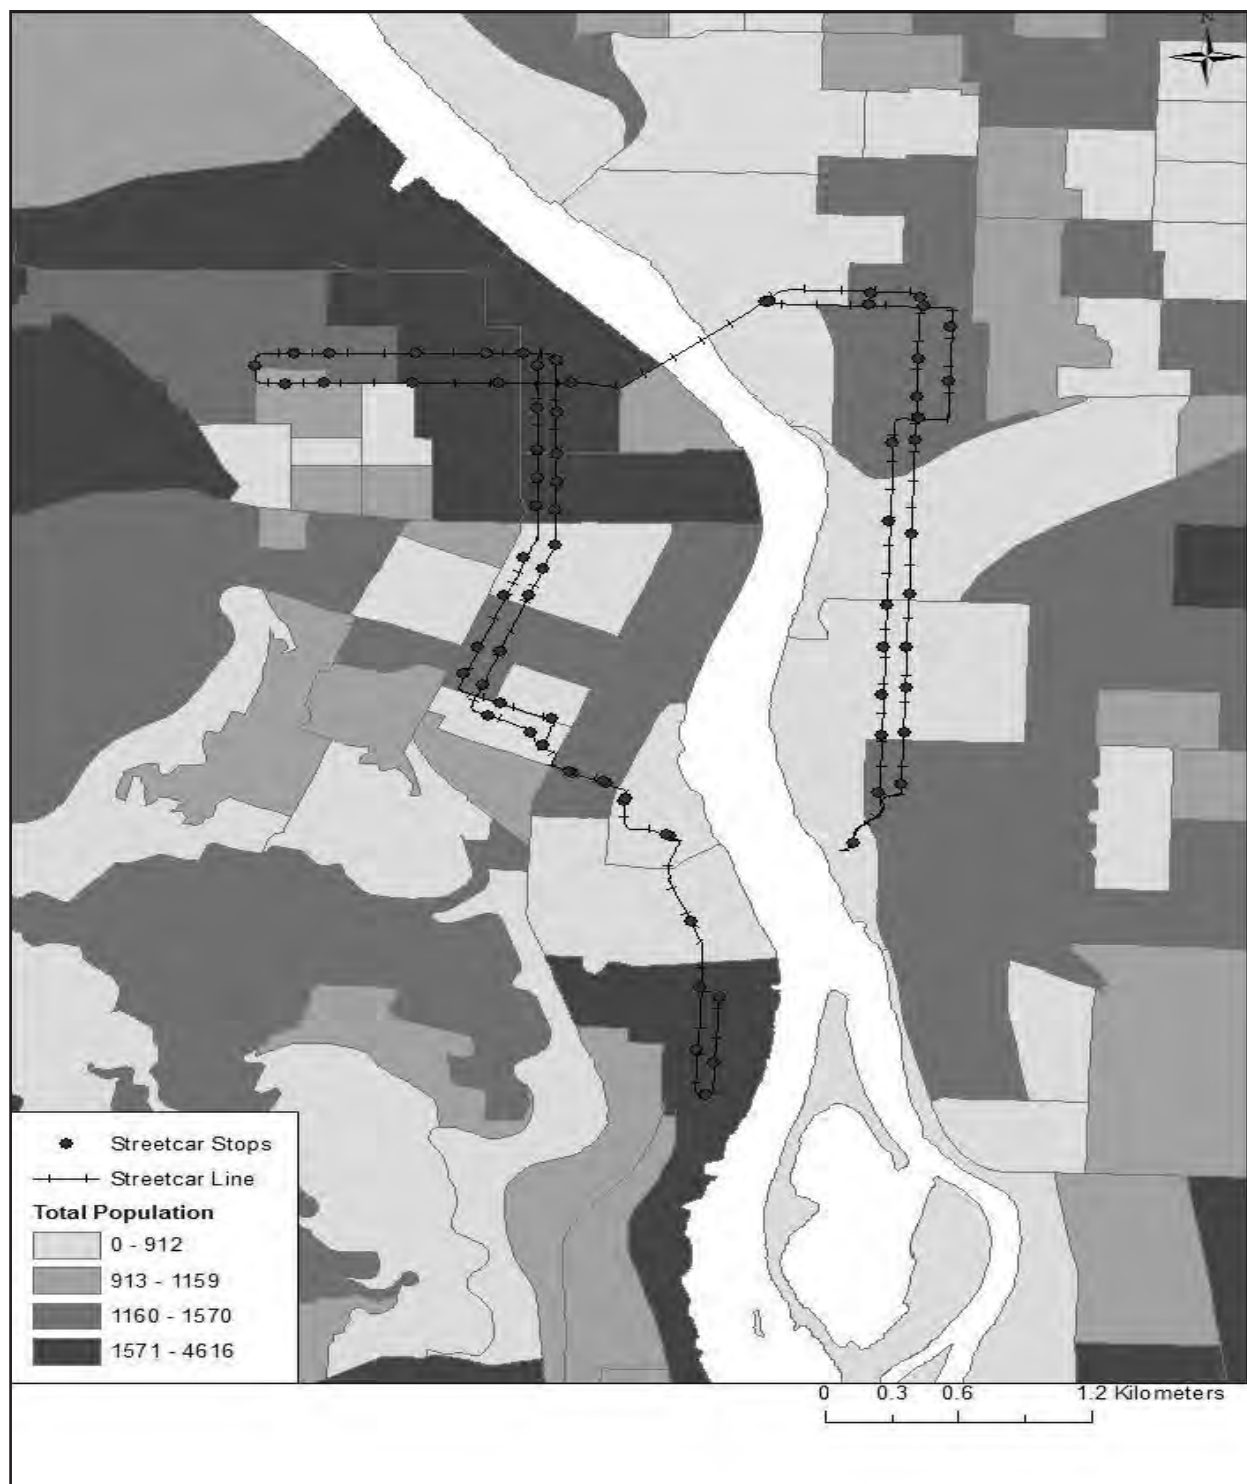 N
Streetcar Stops
Streetcar Line
Total Population
0 - 912
913 - 1159
1160 - 1570
1571 - 4616
0 0.3 0.6 1.2 Kilometers